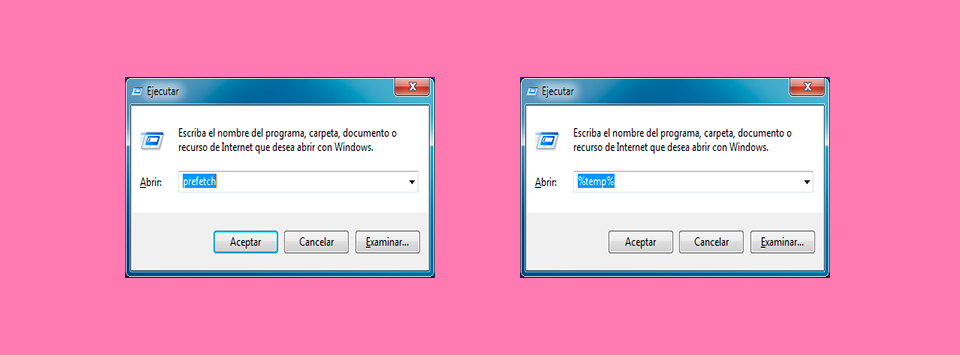 Ejecutar
Escriba el nombre del programa, carpeta, documento o
recurso de Internet que desea abrir con Windows.
Abrir: prefetch
Aceptar Cancelar Examinar...
Ejecutar
Escriba el nombre del programa, carpeta, documento o
recurso de Internet que desea abrir con Windows.
Abrir: %temp%
Aceptar Cancelar Examinar...